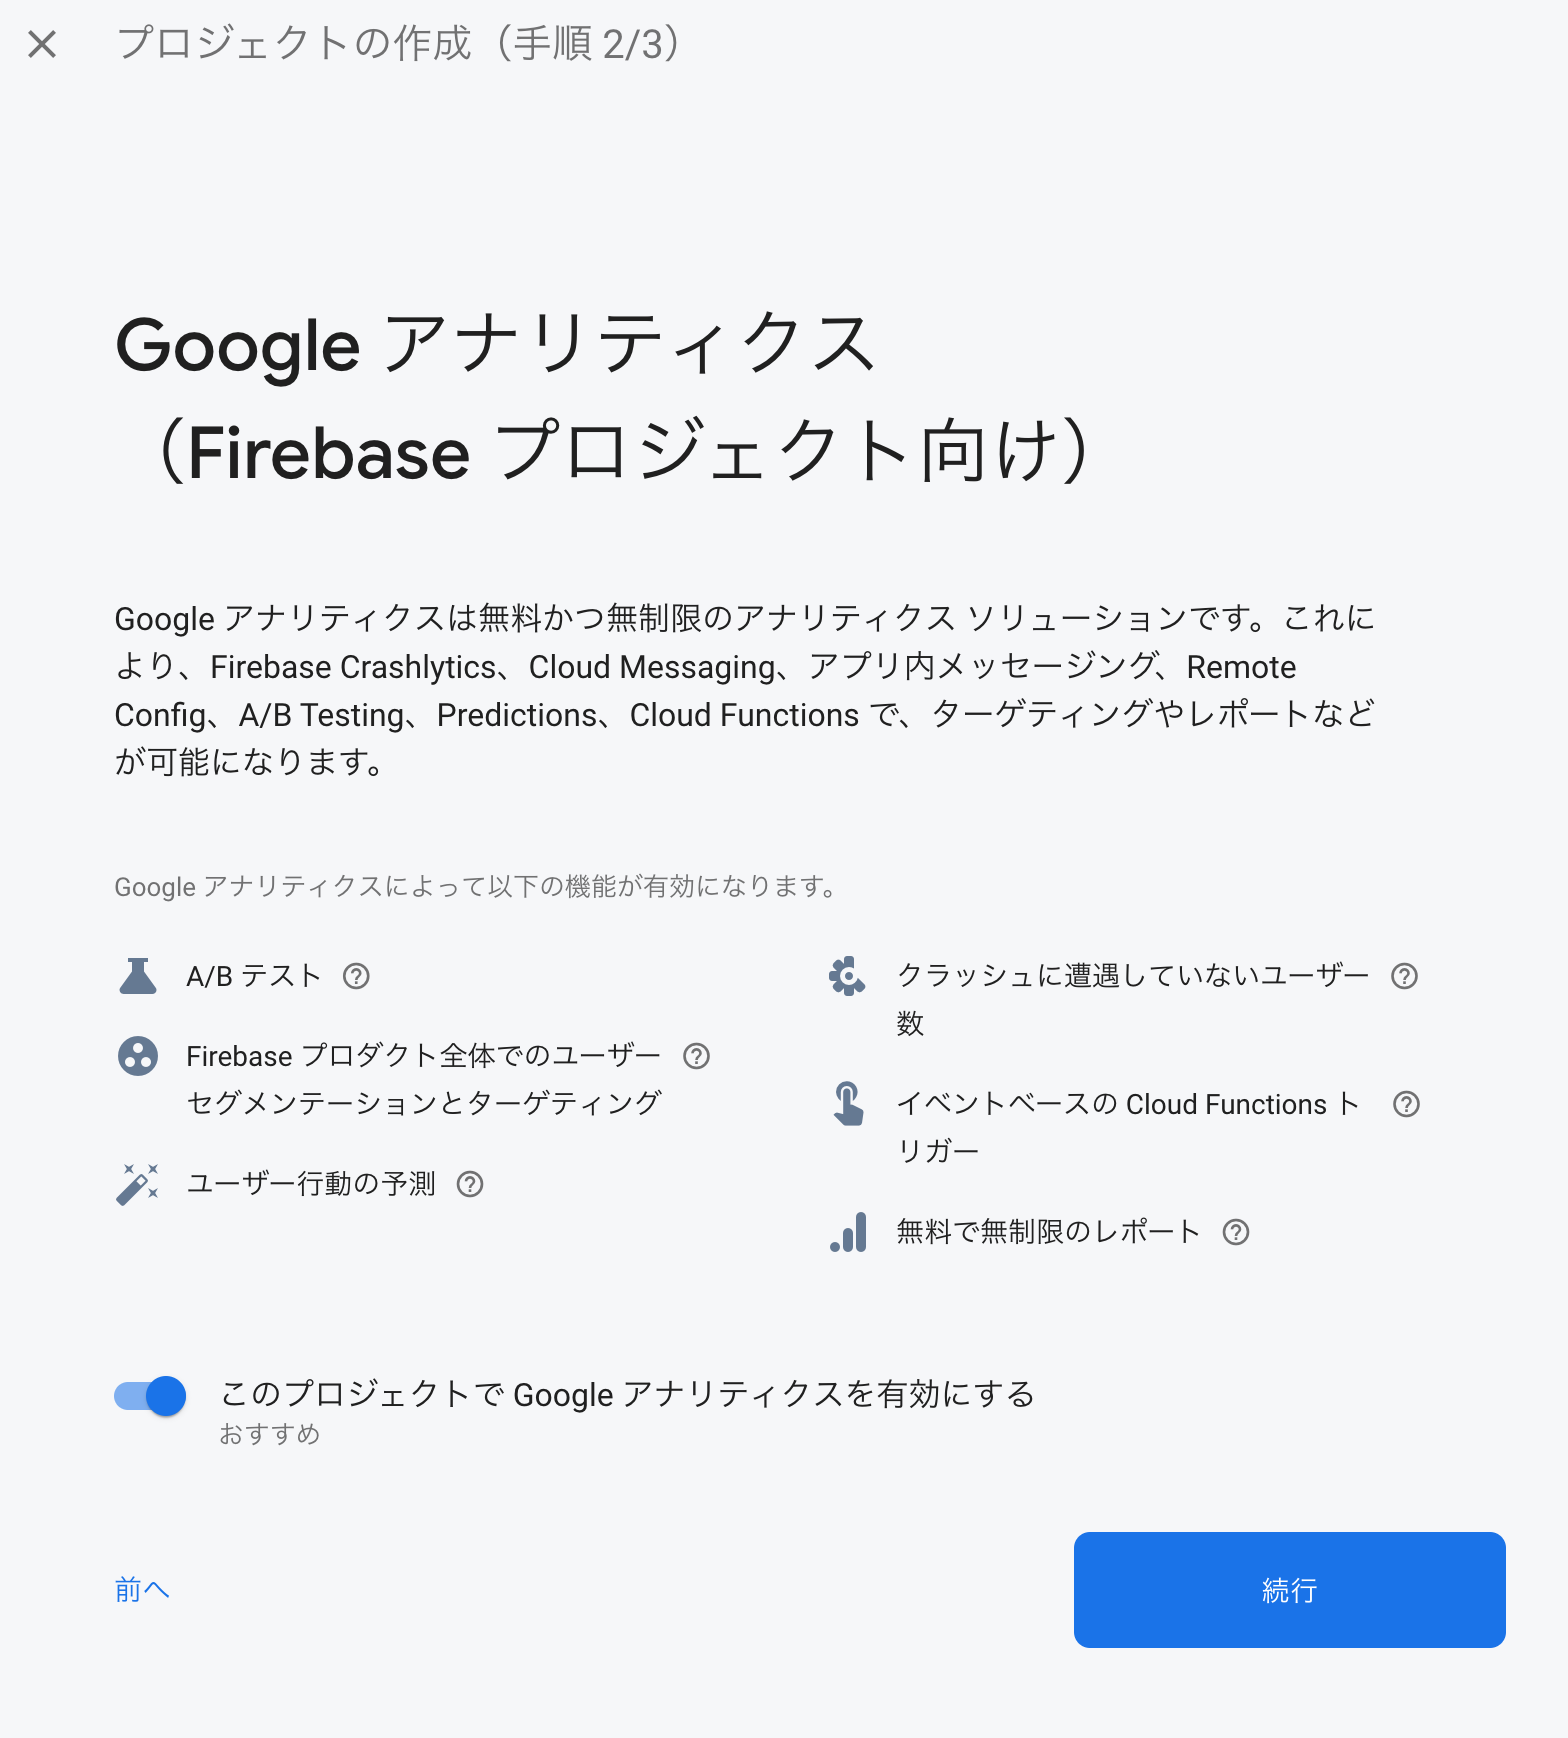 プロジェクトの作成（手順 2/3）
Google アナリティクス
（Firebase プロジェクト向け）
Google アナリティクスは無料かつ無制限のアナリティクス ソリューションです。これに
より、Firebase Crashlytics、Cloud Messaging、アプリ内メッセージング、Remote
Config、A/B Testing、Predictions、Cloud Functions で、ターゲティングやレポートなど
が可能になります。
Google アナリティクスによって以下の機能が有効になります。
A/B テスト
Firebase プロダクト全体でのユーザー
セグメンテーションとターゲティング
ユーザー行動の予測
クラッシュに遭遇していないユーザー
数
イベントベースの Cloud Functions ト
リガー
無料で無制限のレポート
このプロジェクトで Google アナリティクスを有効にする
おすすめ
前へ
続行